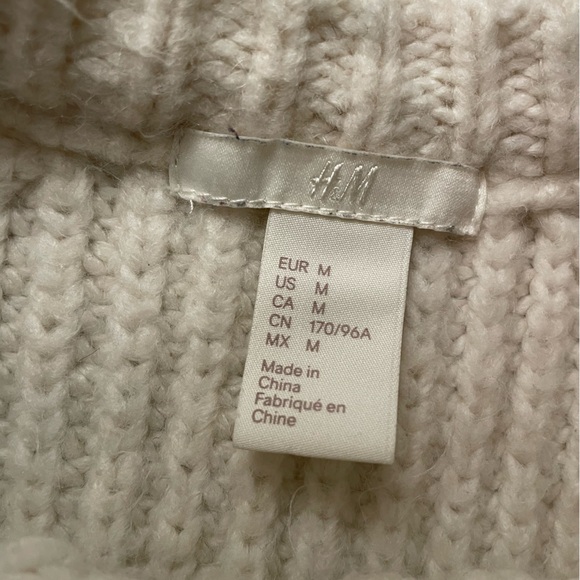 H&M
EUR M
US M
CA M
CN 170/96A
MX M
Made in
China
Fabriqué en
Chine